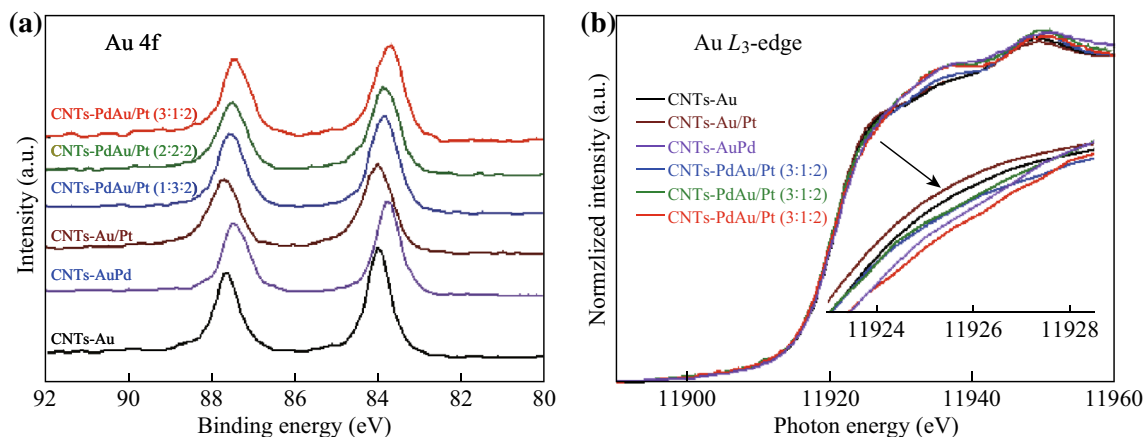 (a)
Au 4f
CNTs-PdAu/Pt (3∶1∶2)
CNTs-PdAu/Pt (2∶2∶2)
CNTs-PdAu/Pt (1∶3∶2)
CNTs-Au/Pt
CNTs-AuPd
CNTs-Au
Intensity (a.u.)
92 90 88 86 84 82 80
Binding energy (eV)
(b)
Au L3-edge
CNTs-Au
CNTs-Au/Pt
CNTs-AuPd
CNTs-PdAu/Pt (3∶1∶2)
CNTs-PdAu/Pt (3∶1∶2)
CNTs-PdAu/Pt (3∶1∶2)
Normzlized intensity (a.u.)
11924 11926 11928
11900 11920 11940 11960
Photon energy (eV)